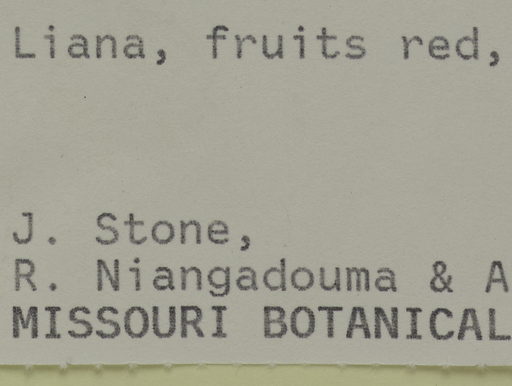 Liana, fruits red,
J. Stone,
R. Niangadouma & A
MISSOURI BOTANICAL